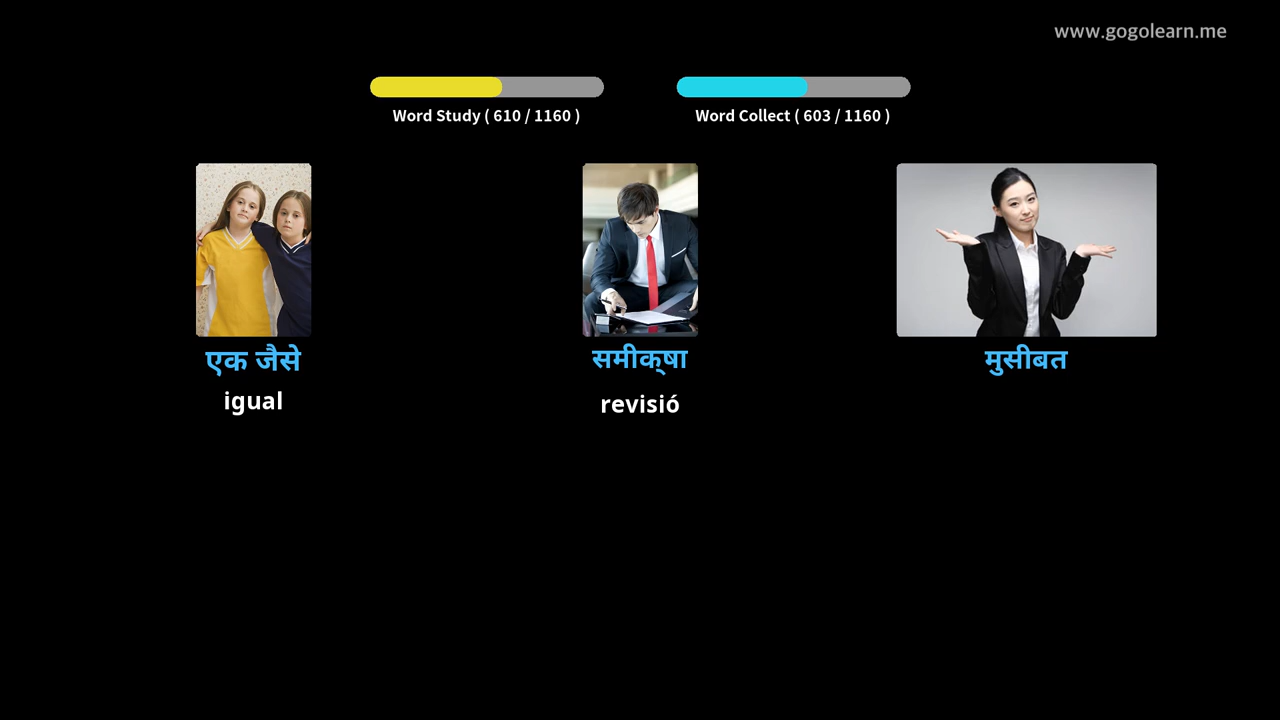 www.gogolearn.me
Word Study ( 610 / 1160 )
Word Collect ( 603 / 1160 )
एक जैसे
igual
समीक्षा
revisió
मुसीबत